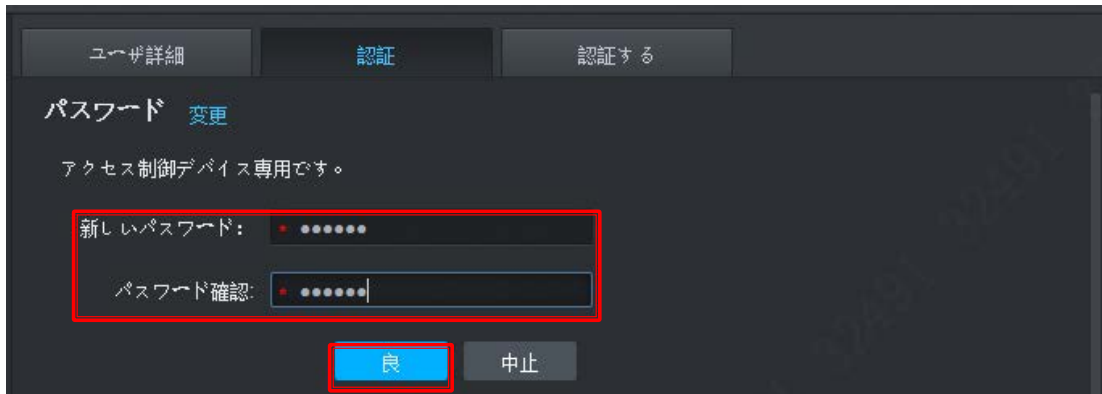 ユーザ詳細 認証 認証する
パスワード 変更
アクセス制御デバイス専用です。
新しいパスワード: * ●●●●●●
パスワード確認: * ●●●●●●
良 中止
32491
32491